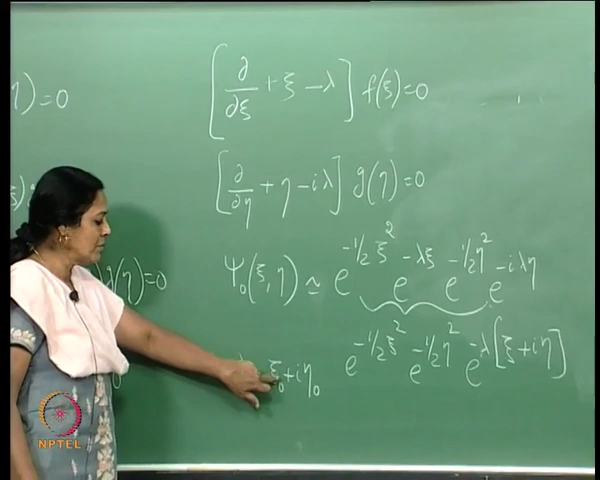 η)=0
[∂/∂ξ + ξ − λ] f(ξ)=0
[∂/∂η + η − iλ] g(η)=0
g(η)=0
Ψ₀(ξ,η) ≃ e^{−1/2 ξ²} e^{−λξ} e^{−1/2 η²} e^{−iλη}
ξ₀+iη₀ e^{−1/2 ξ²} e^{−1/2 η²} e^{−λ[ξ+iη]}
NPTEL